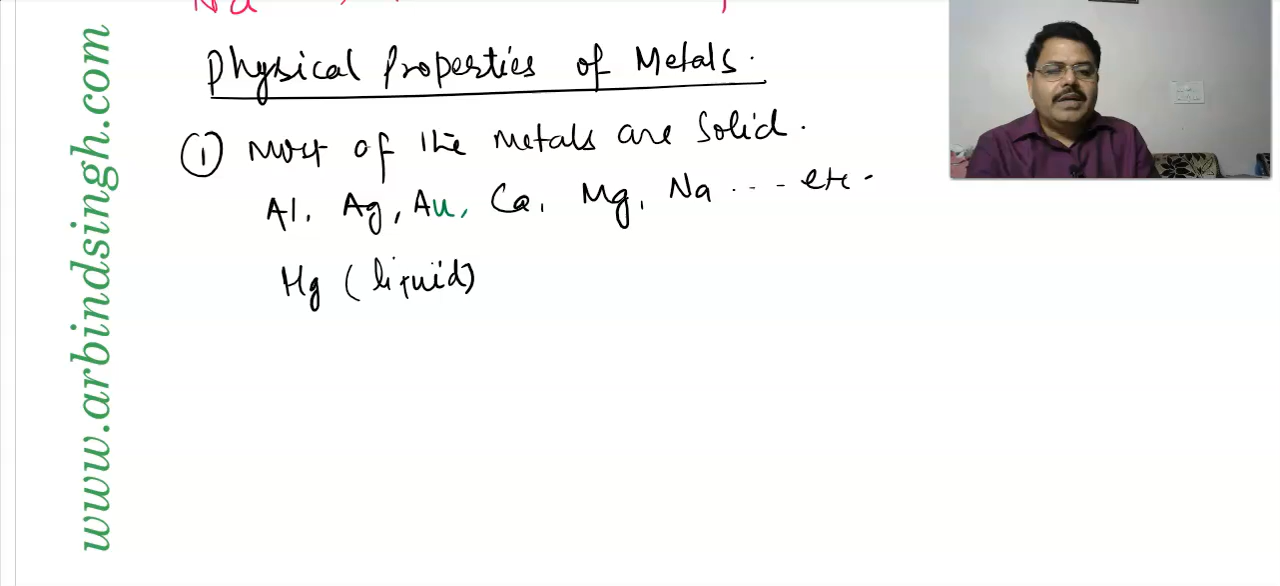 Na
Physical Properties of Metals.
① Most of the Metals are Solid.
Al, Ag, Au, Ca, Mg, Na ---- etc.
Hg (liquid)
www.arbindsingh.com